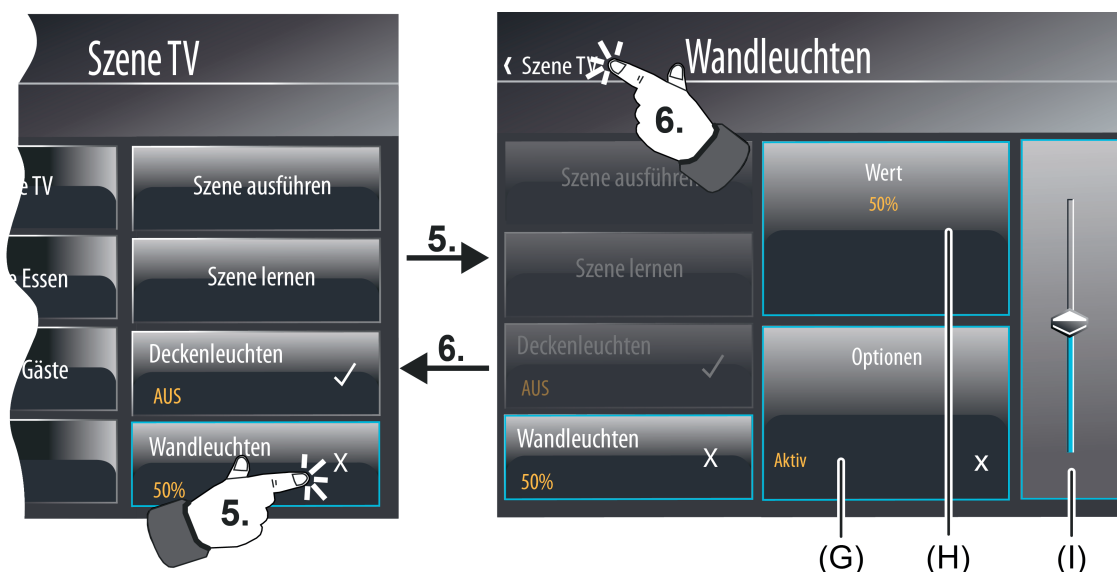 Szene TV
e TV
Szene ausführen
e Essen
Szene lernen
Gäste
Deckenleuchten
AUS
Wandleuchten
X
50%
5.
5.
6.
‹ Szene TV
Wandleuchten
6.
Szene ausführen
Szene lernen
Deckenleuchten
AUS
Wandleuchten
X
50%
Wert
50%
Optionen
Aktiv
X
(G)
(H)
(I)